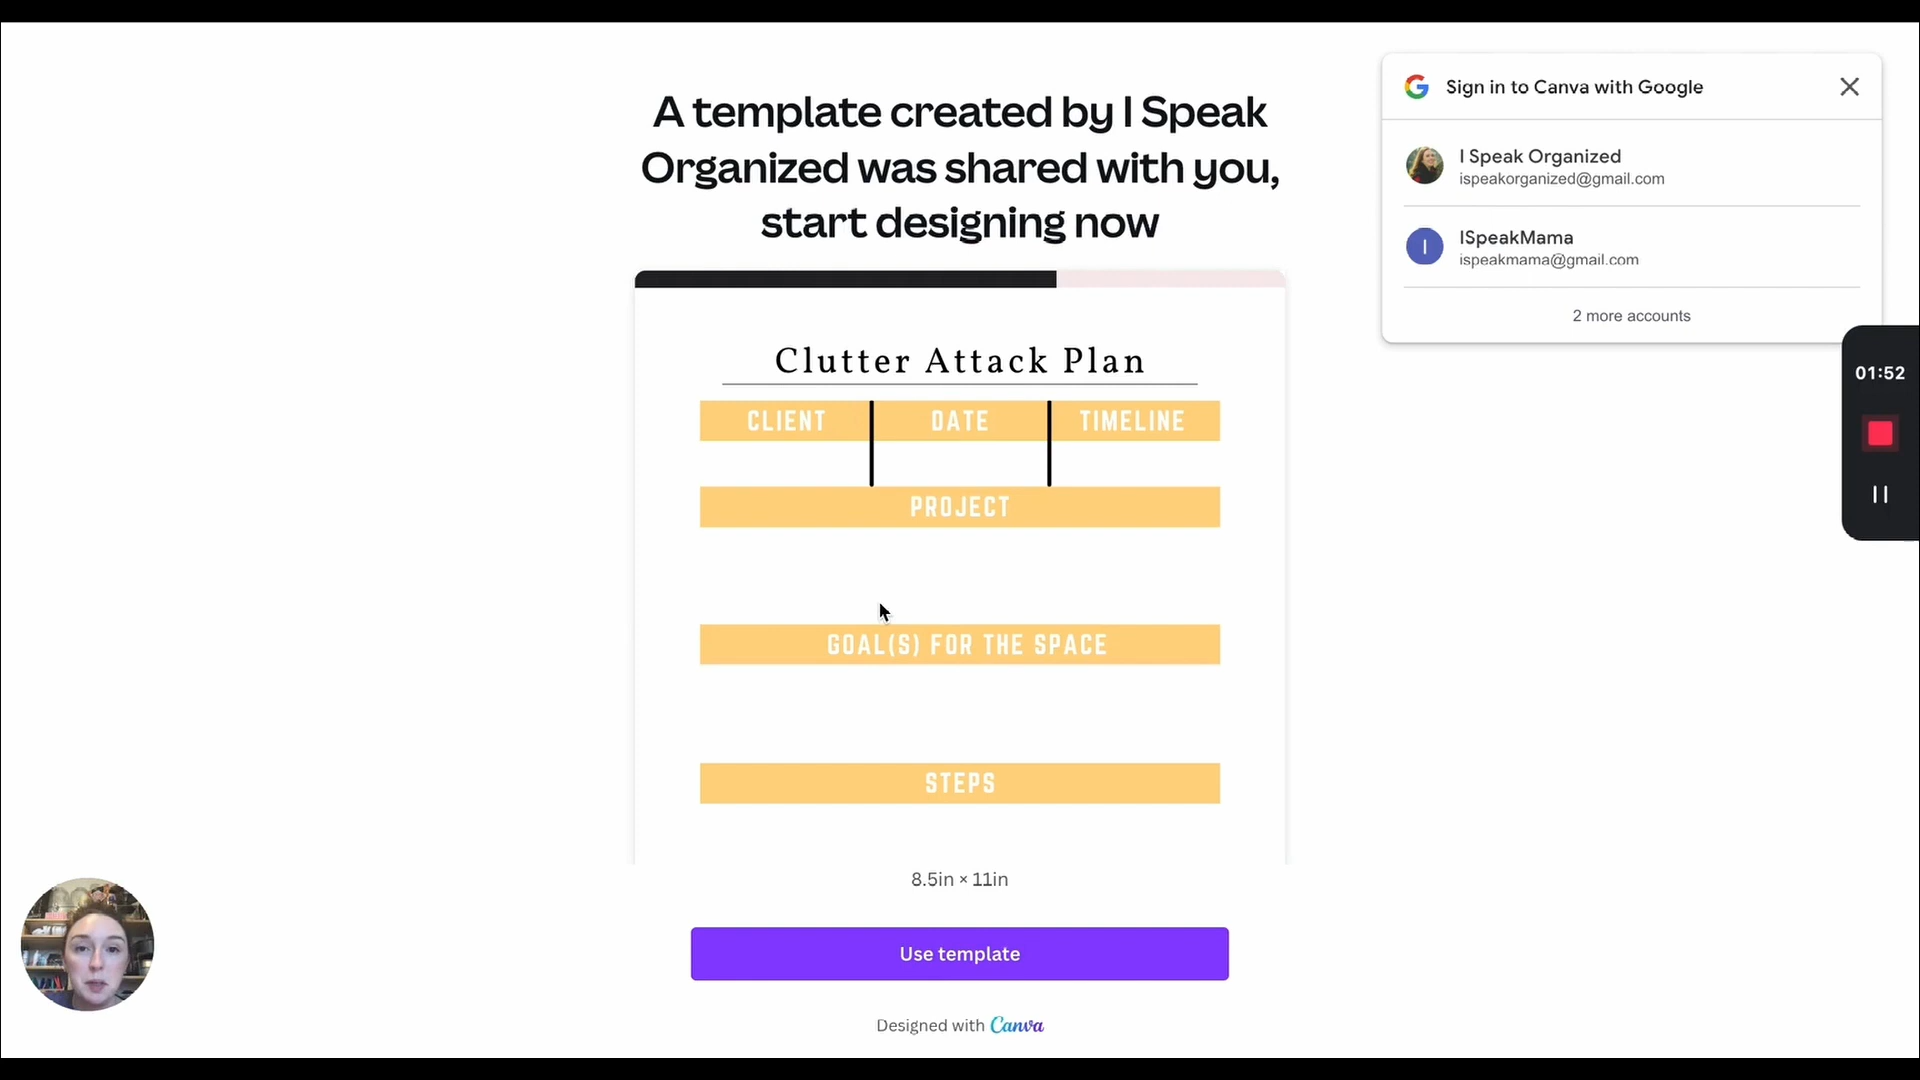 A template created by I Speak
Organized was shared with you,
start designing now
Clutter Attack Plan
CLIENT
DATE
TIMELINE
PROJECT
GOAL(S) FOR THE SPACE
STEPS
8.5in × 11in
Use template
Designed with Canva
Sign in to Canva with Google
I Speak Organized
ispeakorganized@gmail.com
I
ISpeakMama
ispeakmama@gmail.com
2 more accounts
01:52